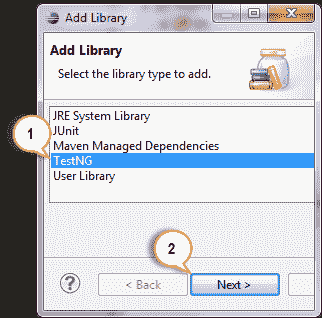 Add Library
Add Library
Select the library type to add.
JRE System Library
1
JUnit
Maven Managed Dependencies
TestNG
User Library
2
?
< Back
Next >